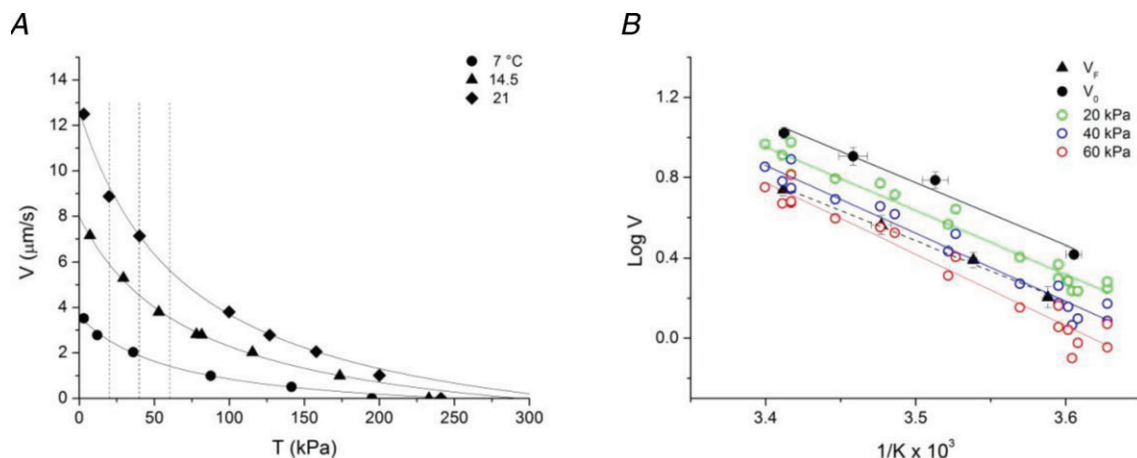 A
V (µm/s)
14
12
10
8
6
4
2
0
0
50
100
150
200
250
300
T (kPa)
7 °C
14.5
21
B
Log V
1.2
0.8
0.4
0.0
3.4
3.5
3.6
1/K x 10³
V_F
V_0
20 kPa
40 kPa
60 kPa